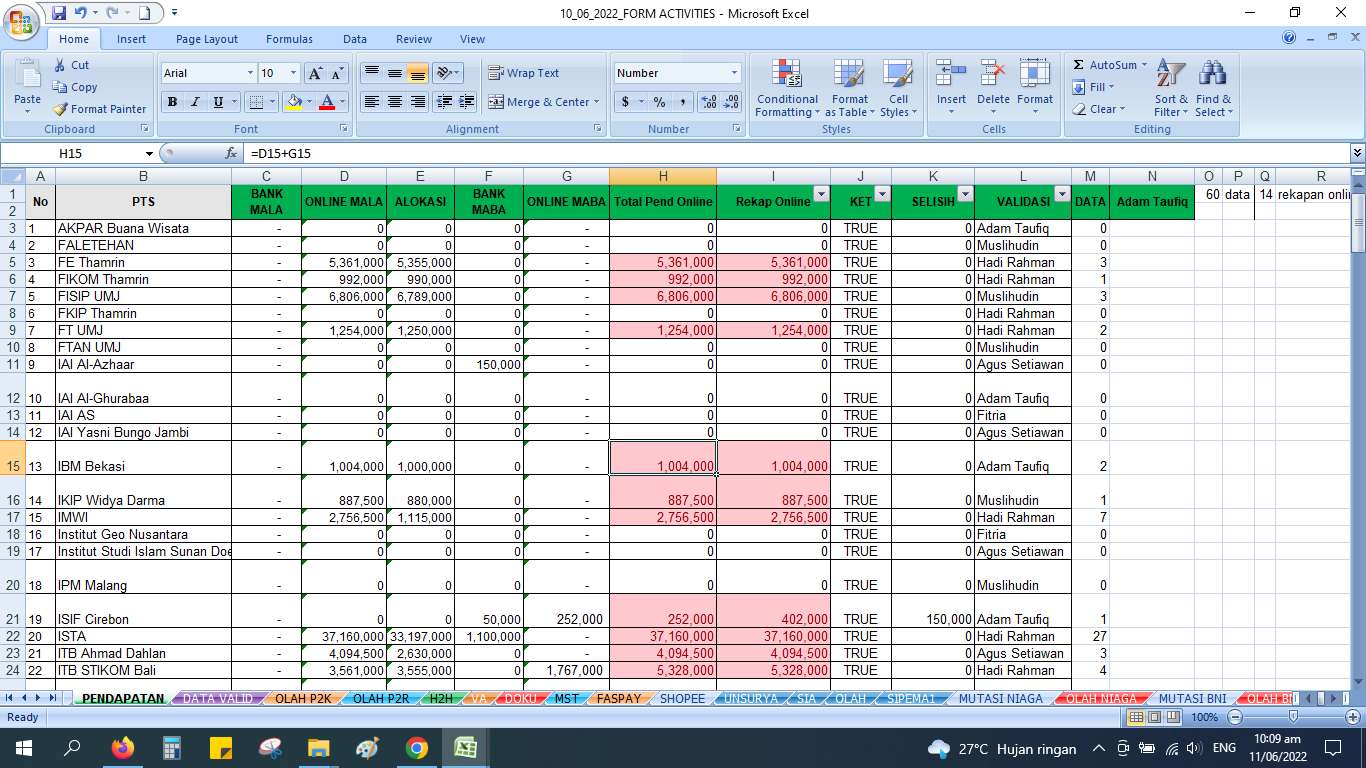 10_06_2022_FORM ACTIVITIES - Microsoft Excel
Home Insert Page Layout Formulas Data Review View
Paste Cut Copy Format Painter Clipboard
Arial 10 A A B I U A Font
Wrap Text Merge & Center Alignment
Number $ % , Number
Conditional Formatting Format as Table Cell Styles Styles
Insert Delete Format Cells
Σ AutoSum Fill Clear Sort & Filter Find & Select Editing
H15 fx =D15+G15
A B C D E F G H I J K L M N O P Q R
1 2 No PTS BANK MALA ONLINE MALA ALOKASI BANK MABA ONLINE MABA Total Pend Online Rekap Online KET SELISIH VALIDASI DATA Adam Taufiq 60 data 14 rekapan onlin
3 1 AKPAR Buana Wisata - 0 0 0 - 0 0 TRUE 0 Adam Taufiq 0
4 2 FALETEHAN - 0 0 0 - 0 0 TRUE 0 Muslihudin 0
5 3 FE Thamrin - 5,361,000 5,355,000 0 - 5,361,000 5,361,000 TRUE 0 Hadi Rahman 3
6 4 FIKOM Thamrin - 992,000 990,000 0 - 992,000 992,000 TRUE 0 Hadi Rahman 1
7 5 FISIP UMJ - 6,806,000 6,789,000 0 - 6,806,000 6,806,000 TRUE 0 Muslihudin 3
8 6 FKIP Thamrin - 0 0 0 - 0 0 TRUE 0 Hadi Rahman 0
9 7 FT UMJ - 1,254,000 1,250,000 0 - 1,254,000 1,254,000 TRUE 0 Hadi Rahman 2
10 8 FTAN UMJ - 0 0 0 - 0 0 TRUE 0 Muslihudin 0
11 9 IAI Al-Azhaar - 0 0 150,000 - 0 0 TRUE 0 Agus Setiawan 0
12 10 IAI Al-Ghurabaa - 0 0 0 - 0 0 TRUE 0 Adam Taufiq 0
13 11 IAI AS - 0 0 0 - 0 0 TRUE 0 Fitria 0
14 12 IAI Yasni Bungo Jambi - 0 0 0 - 0 0 TRUE 0 Agus Setiawan 0
15 13 IBM Bekasi - 1,004,000 1,000,000 0 - 1,004,000 1,004,000 TRUE 0 Adam Taufiq 2
16 14 IKIP Widya Darma - 887,500 880,000 0 - 887,500 887,500 TRUE 0 Muslihudin 1
17 15 IMWI - 2,756,500 1,115,000 0 - 2,756,500 2,756,500 TRUE 0 Hadi Rahman 7
18 16 Institut Geo Nusantara - 0 0 0 - 0 0 TRUE 0 Fitria 0
19 17 Institut Studi Islam Sunan Doe - 0 0 0 - 0 0 TRUE 0 Agus Setiawan 0
20 18 IPM Malang - 0 0 0 - 0 0 TRUE 0 Muslihudin 0
21 19 ISIF Cirebon - 0 0 50,000 252,000 252,000 402,000 TRUE 150,000 Adam Taufiq 1
22 20 ISTA - 37,160,000 33,197,000 1,100,000 - 37,160,000 37,160,000 TRUE 0 Hadi Rahman 27
23 21 ITB Ahmad Dahlan - 4,094,500 2,630,000 0 - 4,094,500 4,094,500 TRUE 0 Agus Setiawan 3
24 22 ITB STIKOM Bali - 3,561,000 3,555,000 0 1,767,000 5,328,000 5,328,000 TRUE 0 Hadi Rahman 4
PENDAPATAN DATA VALID OLAH P2K OLAH P2R H2H VA DOKU MST FASPAY SHOPEE UNSURYA SIA OLAH SIPEMA1 MUTASI NIAGA OLAH NIAGA MUTASI BNI OLAH BN
Ready 100%
27°C Hujan ringan ENG 10:09 am
11/06/2022